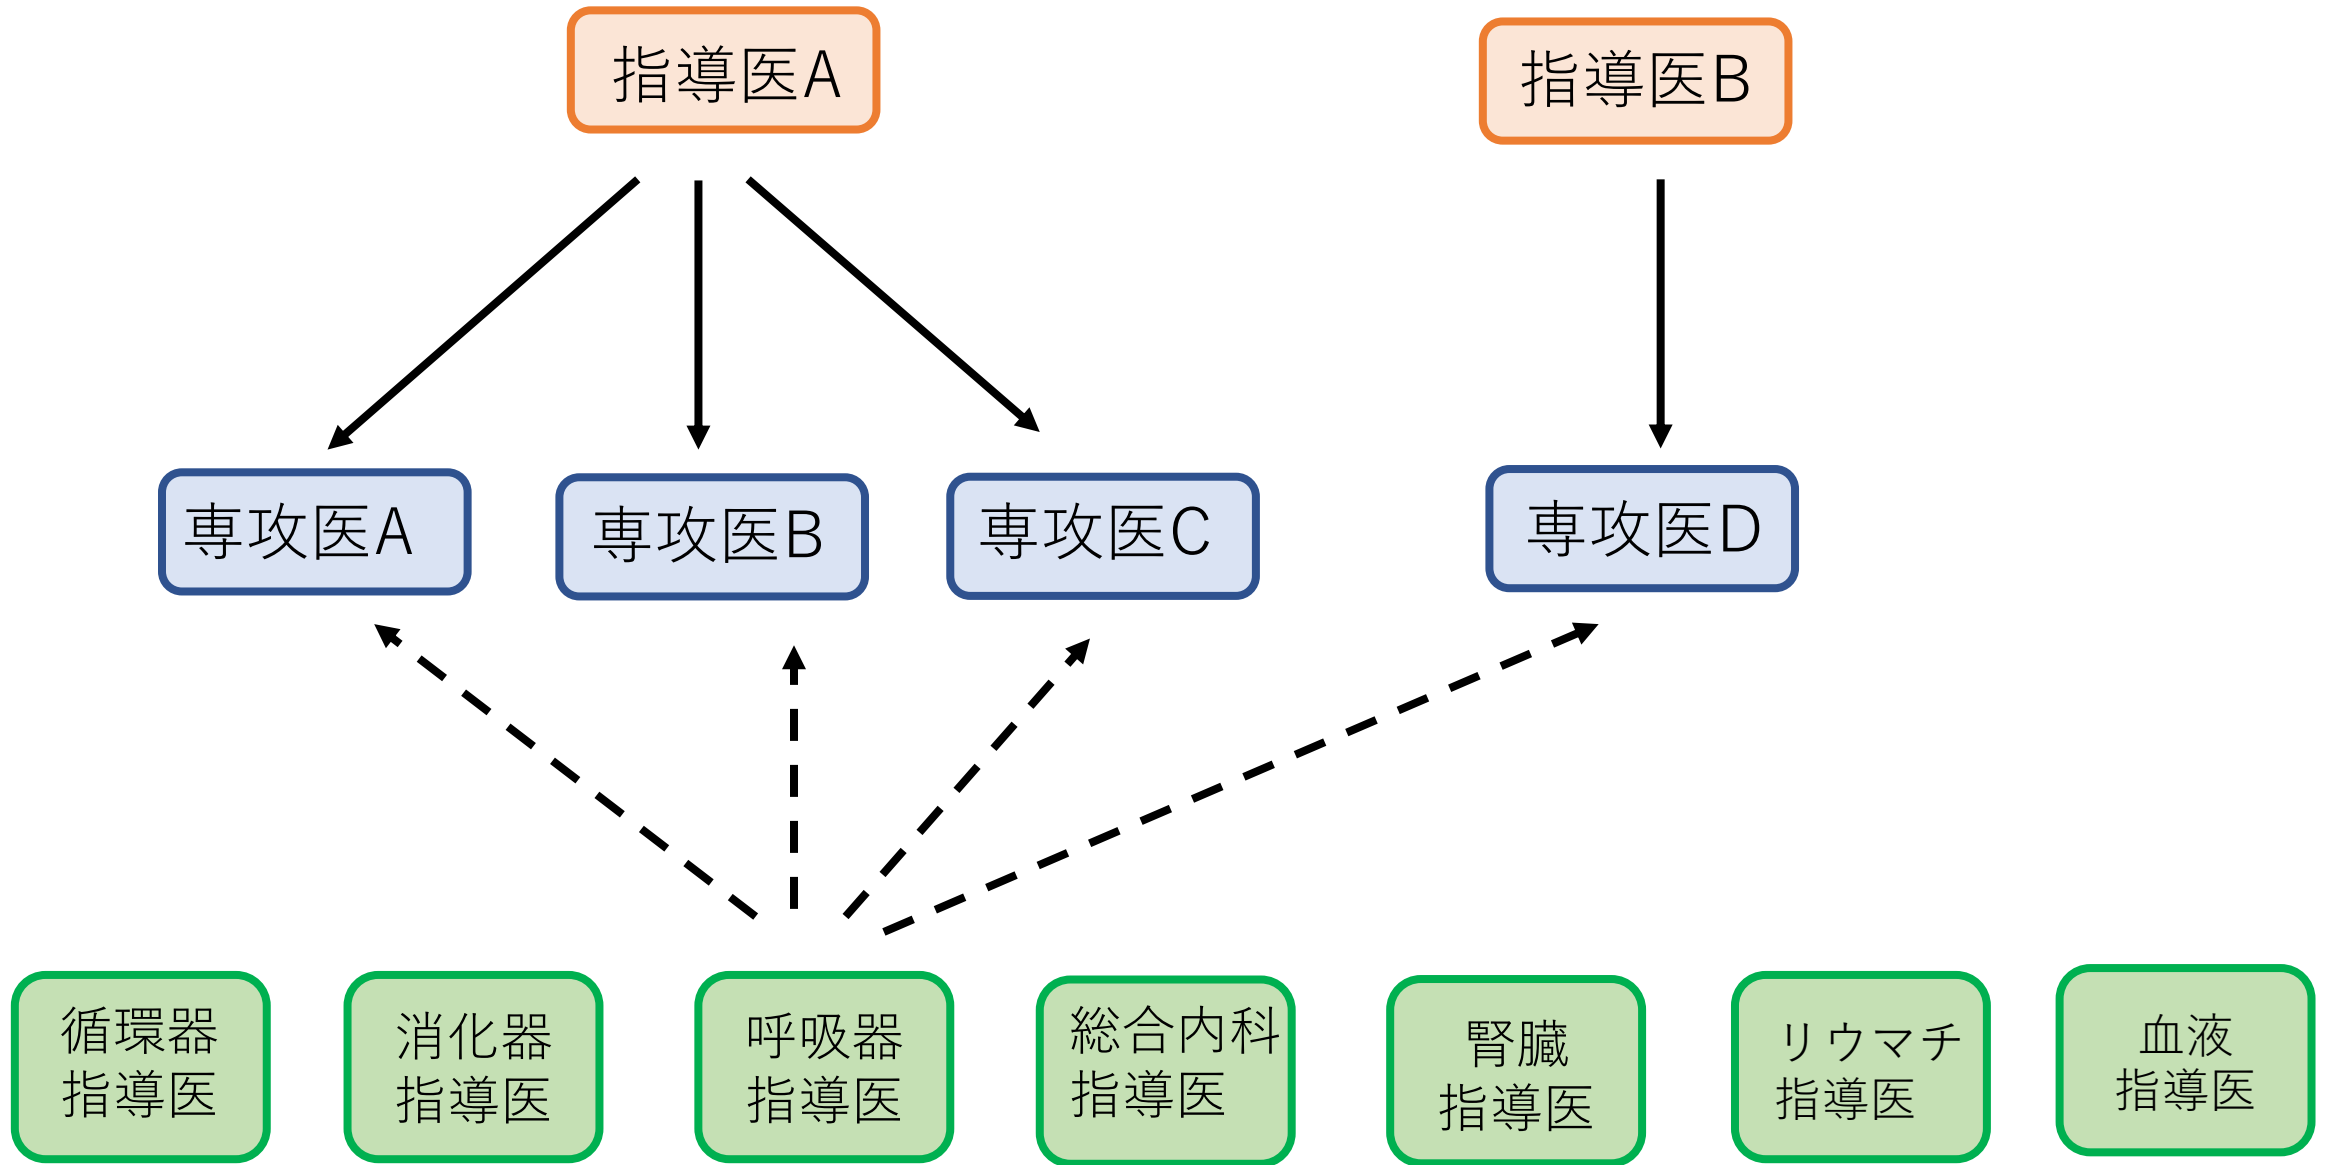 指導医A
指導医B
専攻医A
専攻医B
専攻医C
専攻医D
循環器
指導医
消化器
指導医
呼吸器
指導医
総合内科
指導医
腎臓
指導医
リウマチ
指導医
血液
指導医